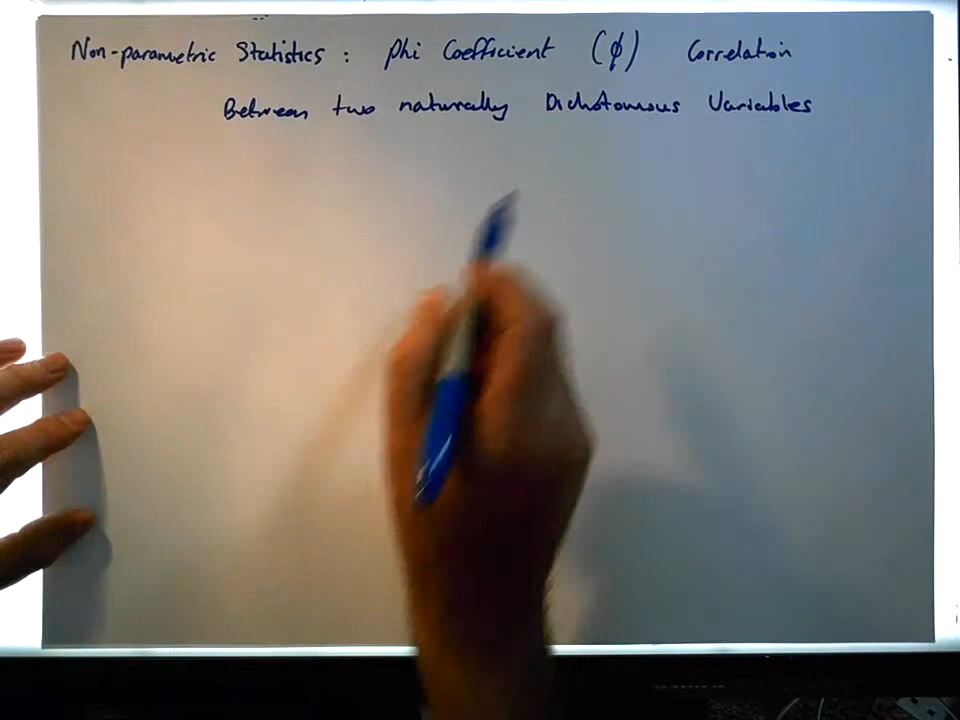 Non-parametric Statistics : Phi Coefficient (ϕ) Correlation
Between two naturally Dichotomous Variables